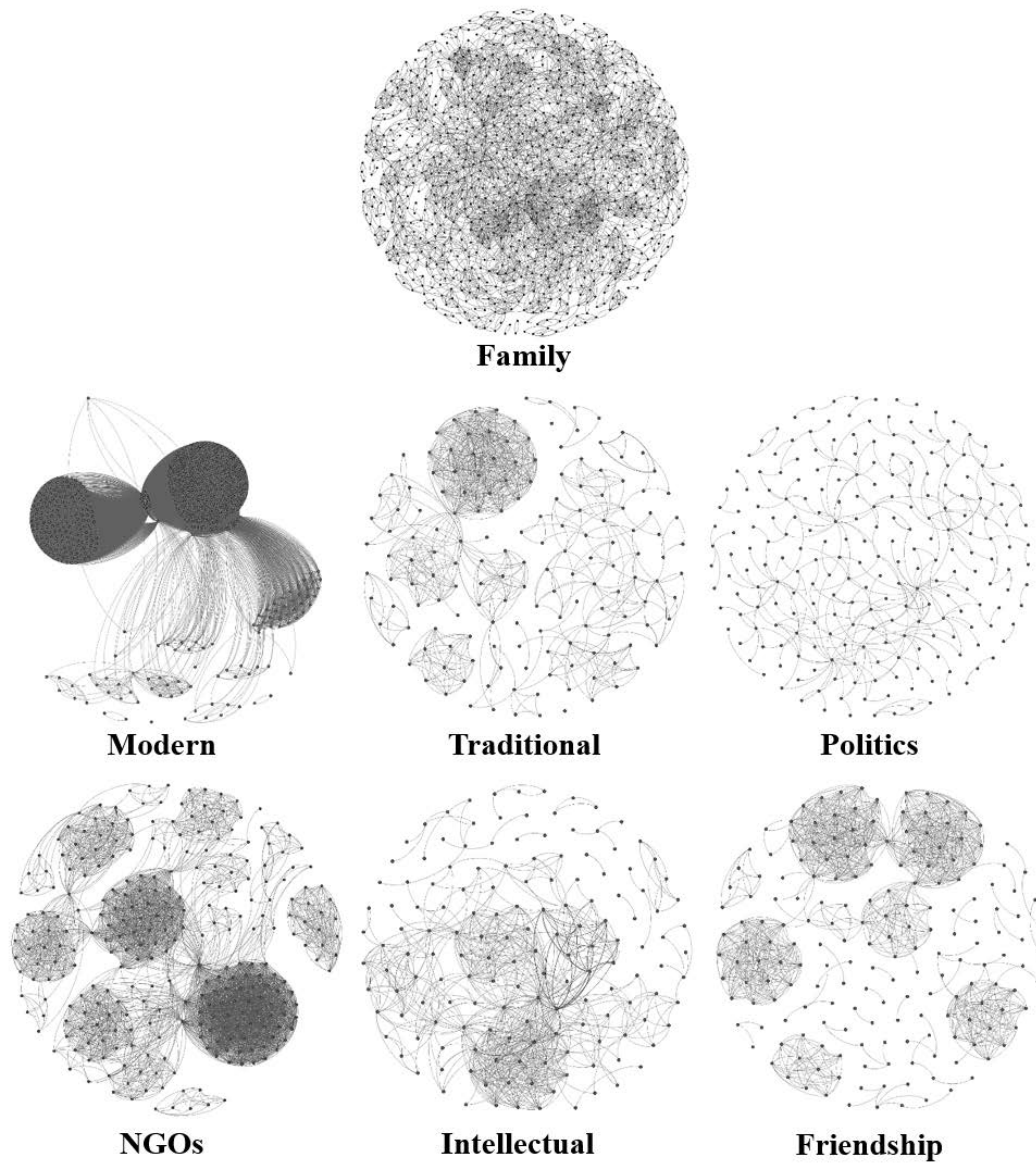 Family
Modern
Traditional
Politics
NGOs
Intellectual
Friendship